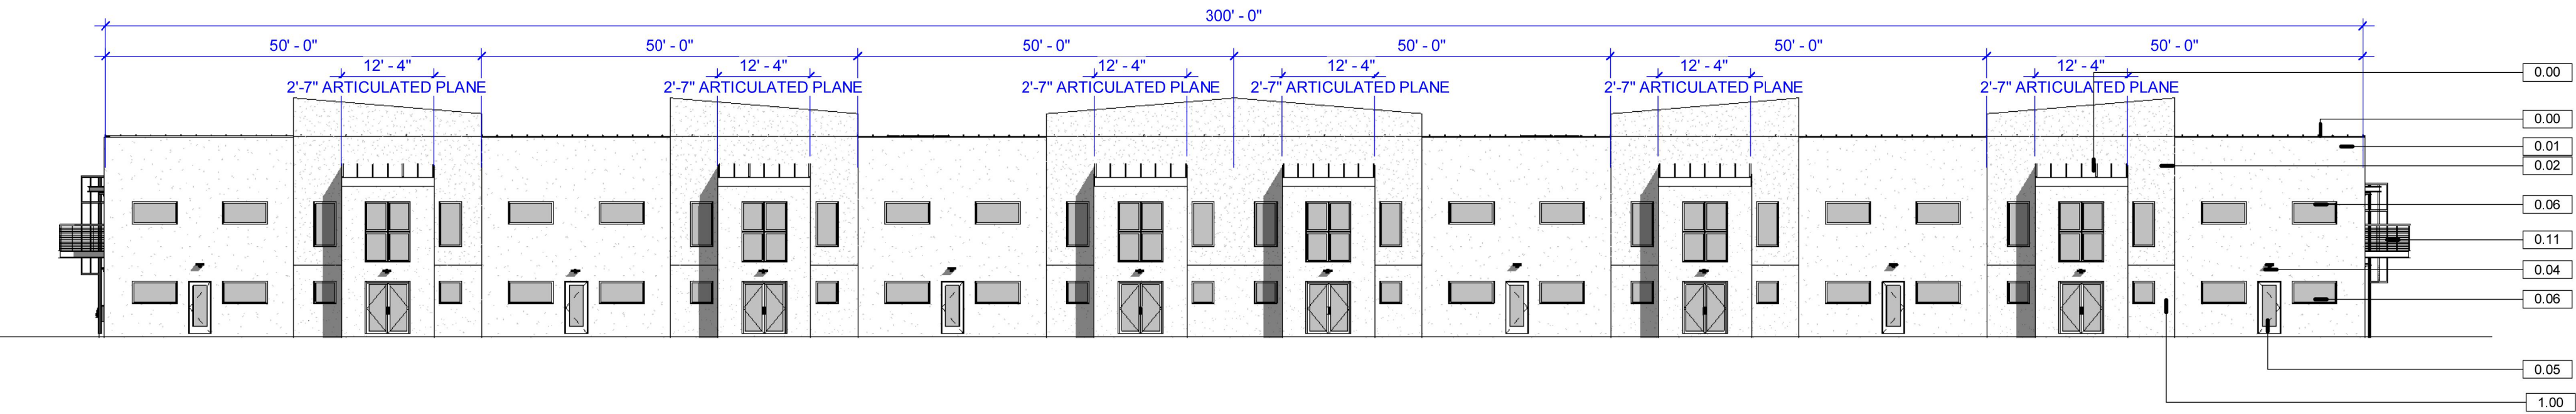 300' - 0"
50' - 0" 50' - 0" 50' - 0" 50' - 0" 50' - 0" 50' - 0"
12' - 4" 12' - 4" 12' - 4" 12' - 4" 12' - 4" 12' - 4"
2'-7" ARTICULATED PLANE 2'-7" ARTICULATED PLANE 2'-7" ARTICULATED PLANE 2'-7" ARTICULATED PLANE 2'-7" ARTICULATED PLANE 2'-7" ARTICULATED PLANE
0.00
0.00
0.01
0.02
0.06
0.11
0.04
0.06
0.05
1.00